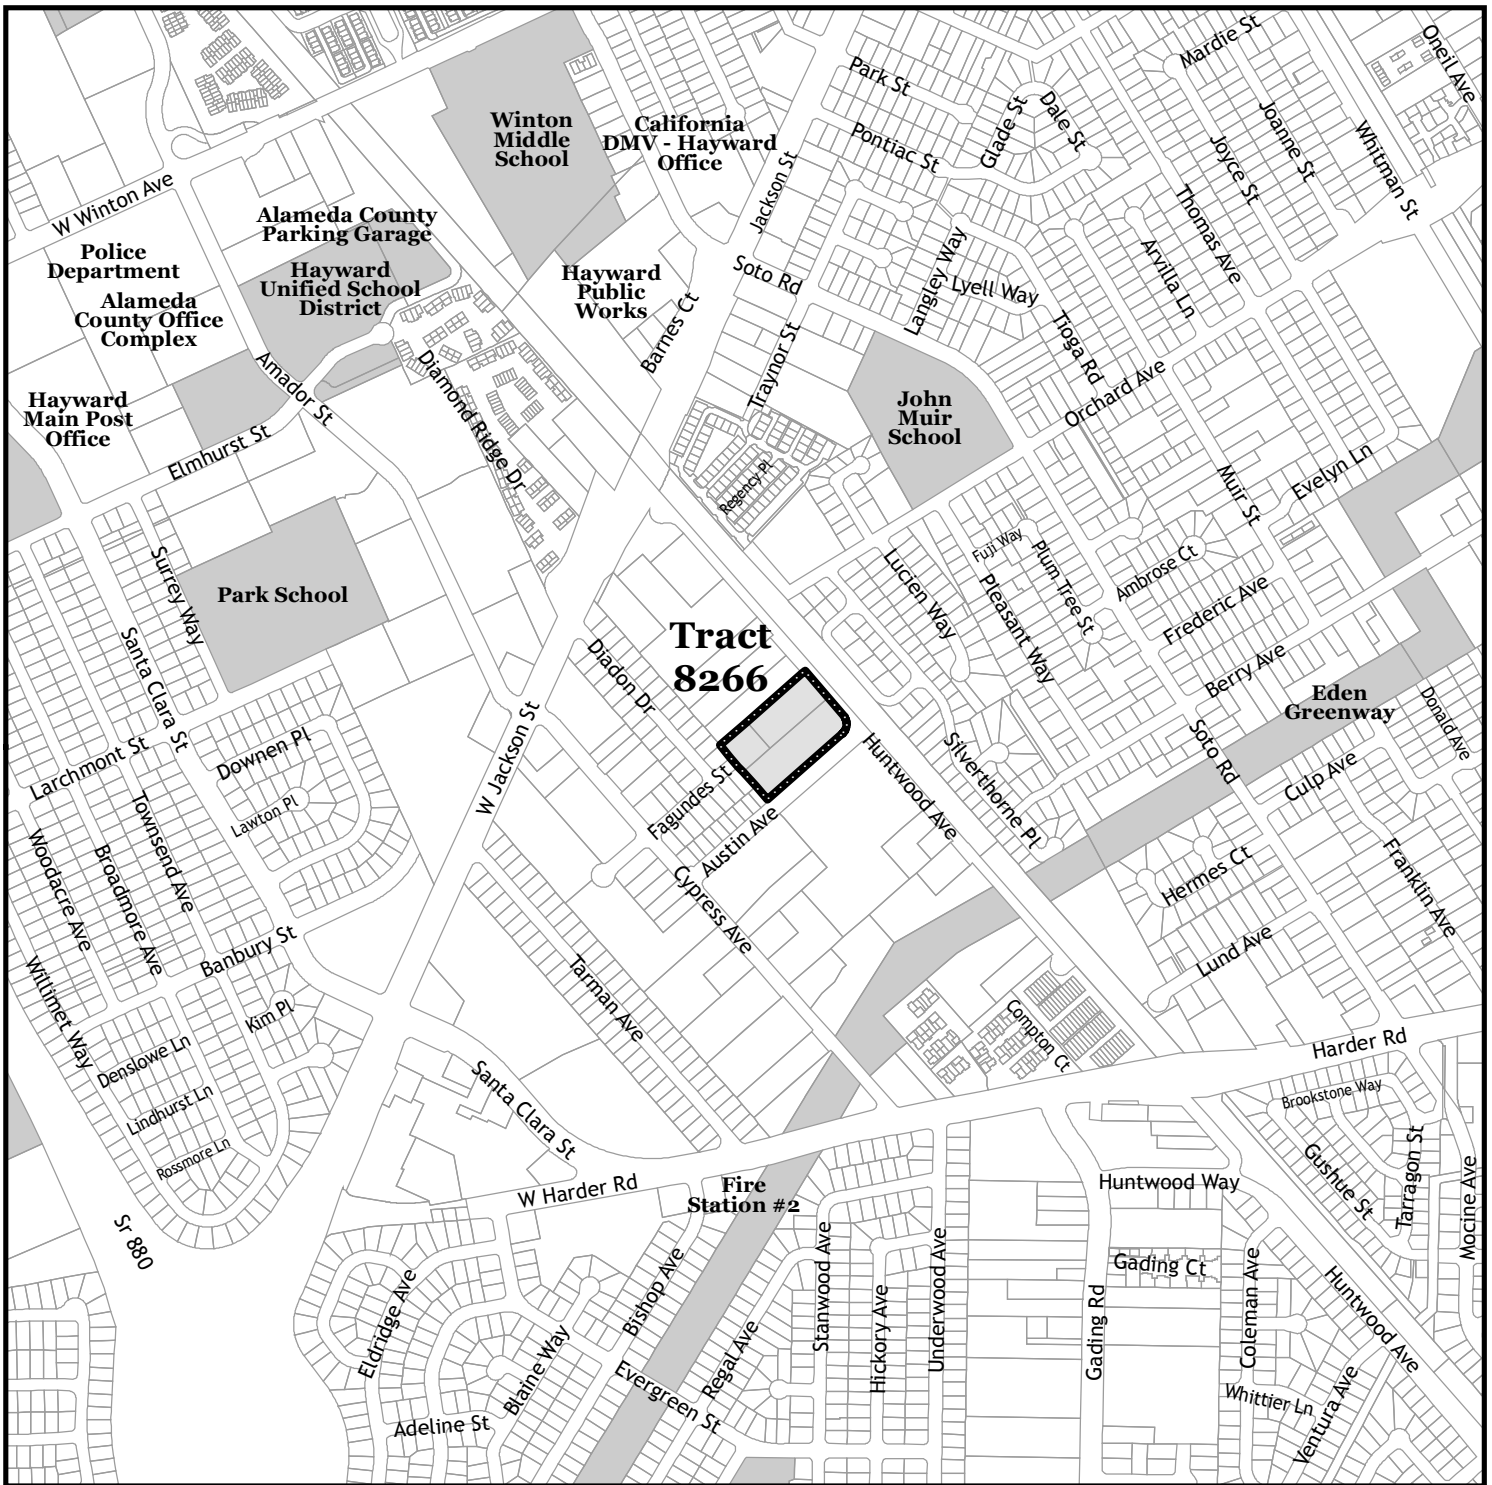 Mardie St
Oneil Ave
Park St
Dale St
Glade St
Joanne St
Winton
Middle
School
California
DMV - Hayward
Office
Pontiac St
Joyce St
Whitman St
Jackson St
W Winton Ave
Thomas Ave
Alameda County
Parking Garage
Police
Department
Hayward
Unified School
District
Hayward
Public
Works
Soto Rd
Langley Way
Lyell Way
Arvilla Ln
Alameda
County Office
Complex
Barnes Ct
Traynor St
Tioga Rd
Amador St
Diamond Ridge Dr
Orchard Ave
Hayward
Main Post
Office
John
Muir
School
Elmhurst St
Regency Pl
Muir St
Evelyn Ln
Surrey Way
Park School
Fuji Way
Plum Tree St
Ambrose Ct
Lucien Way
Pleasant Way
Frederic Ave
Santa Clara St
Tract
8266
Diadon Dr
Berry Ave
Eden
Greenway
Donald Ave
Larchmont St
Downen Pl
W Jackson St
Huntwood Ave
Silverthorne Pl
Soto Rd
Culp Ave
Lawton Pl
Fagundes St
Austin Ave
Townsend Ave
Woodacre Ave
Broadmore Ave
Cypress Ave
Hermes Ct
Franklin Ave
Banbury St
Lund Ave
Willimet Way
Kim Pl
Tarman Ave
Compton Ct
Denslowe Ln
Harder Rd
Lindhurst Ln
Santa Clara St
Brookstone Way
Rossmore Ln
Gushue St
Tarragon St
Mocine Ave
W Harder Rd
Fire
Station #2
Huntwood Way
Sr 880
Gading Ct
Eldridge Ave
Bishop Ave
Stanwood Ave
Hickory Ave
Underwood Ave
Gading Rd
Coleman Ave
Huntwood Ave
Blaine Way
Regal Ave
Evergreen St
Whittier Ln
Ventura Ave
Adeline St